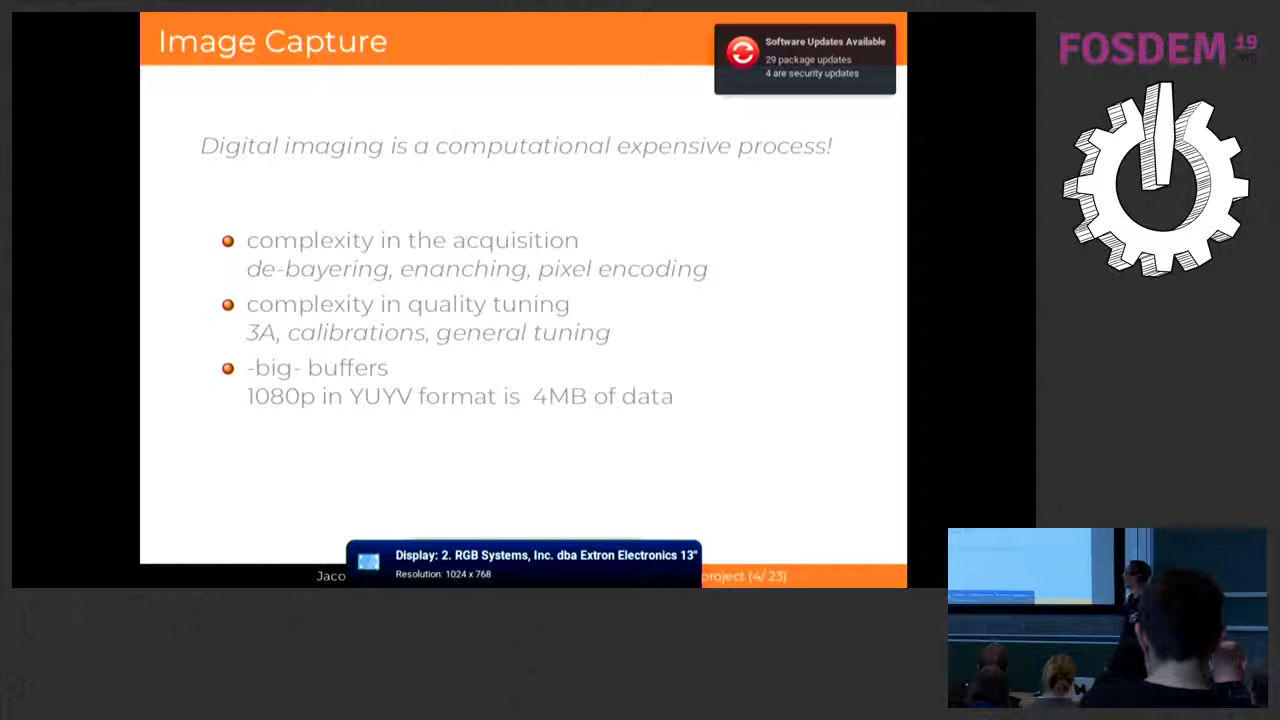 Image Capture
Software Updates Available
29 package updates
4 are security updates
FOSDEM 19
Digital imaging is a computational expensive process!
complexity in the acquisition
de-bayering, enanching, pixel encoding
complexity in quality tuning
3A, calibrations, general tuning
-big- buffers
1080p in YUYV format is 4MB of data
Display: 2. RGB Systems, Inc. dba Extron Electronics 13"
Resolution: 1024 x 768
Jaco
project (4/ 23)